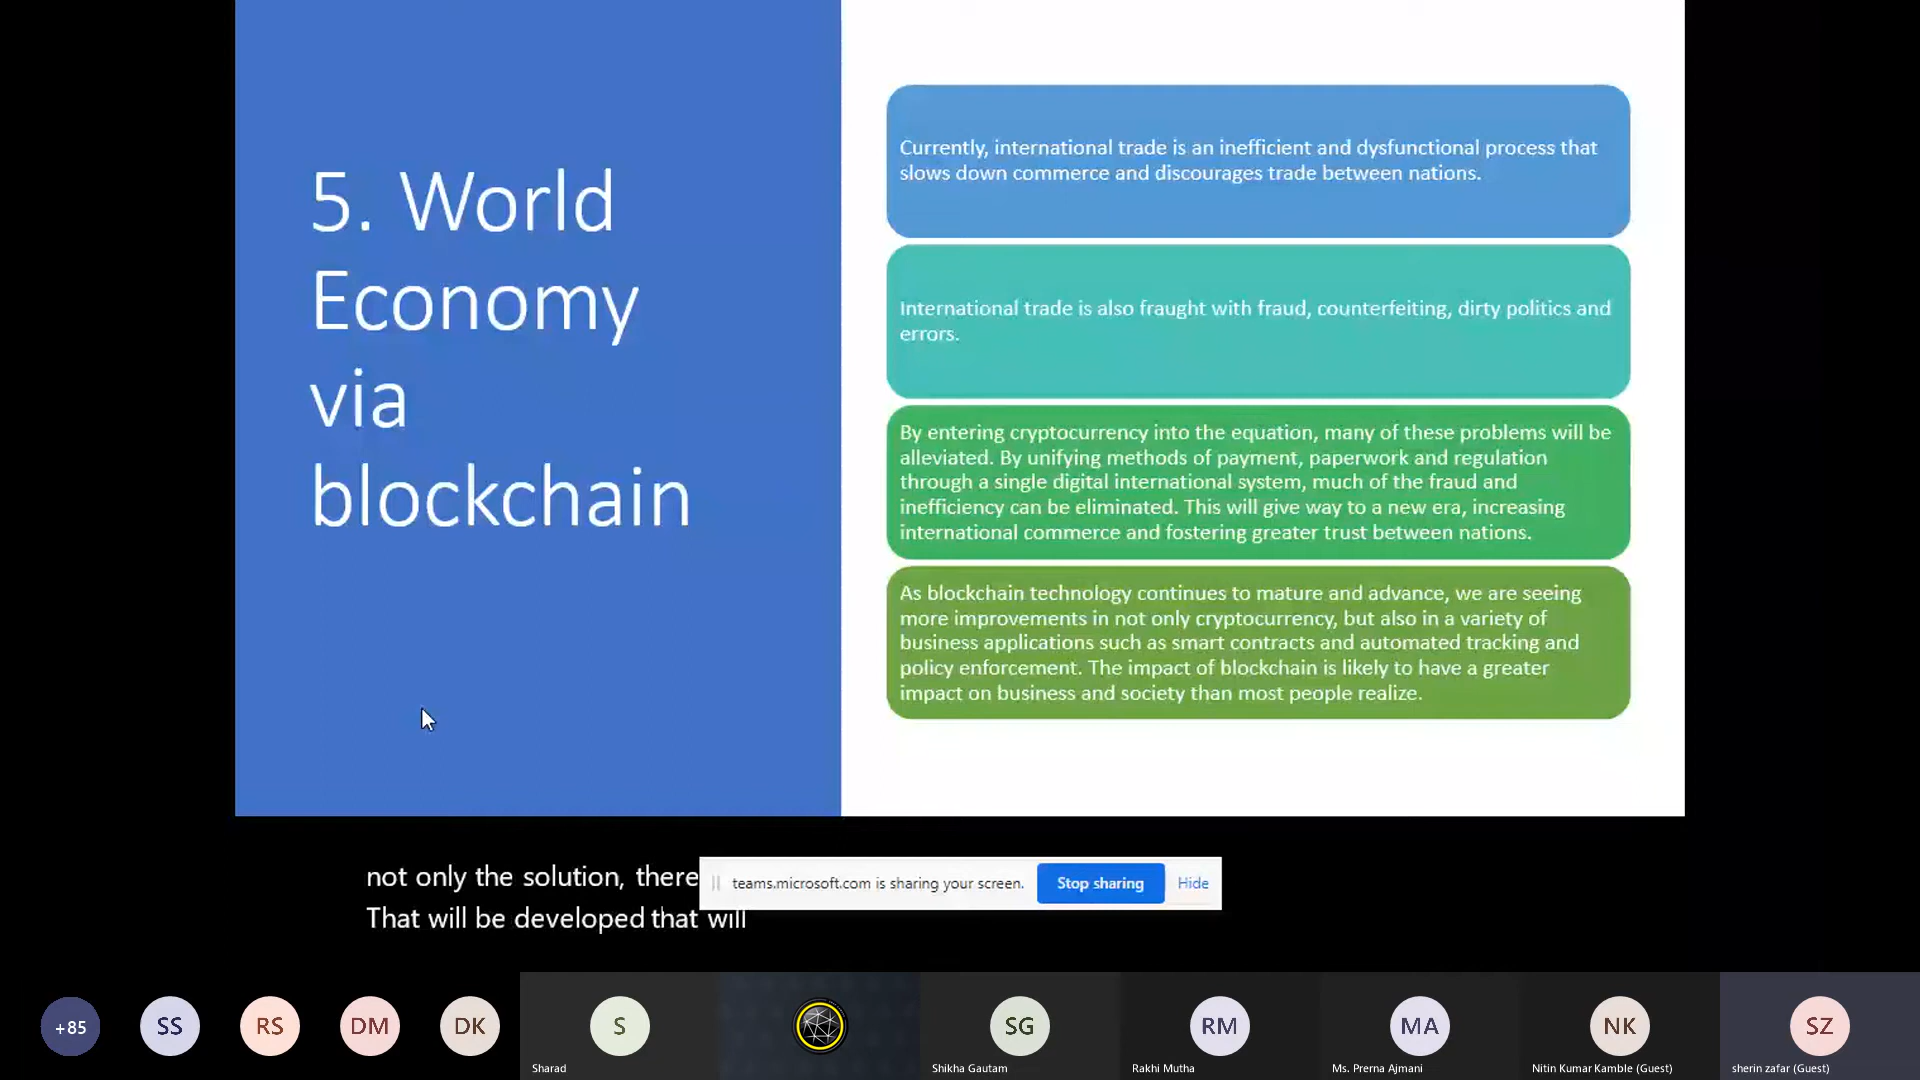 5. World
Economy
via
blockchain
Currently, international trade is an inefficient and dysfunctional process that
slows down commerce and discourages trade between nations.
International trade is also fraught with fraud, counterfeiting, dirty politics and
errors.
By entering cryptocurrency into the equation, many of these problems will be
alleviated. By unifying methods of payment, paperwork and regulation
through a single digital international system, much of the fraud and
inefficiency can be eliminated. This will give way to a new era, increasing
international commerce and fostering greater trust between nations.
As blockchain technology continues to mature and advance, we are seeing
more improvements in not only cryptocurrency, but also in a variety of
business applications such as smart contracts and automated tracking and
policy enforcement. The impact of blockchain is likely to have a greater
impact on business and society than most people realize.
not only the solution, there
That will be developed that will
teams.microsoft.com is sharing your screen.
Stop sharing
Hide
+85
SS
RS
DM
DK
S
SG
RM
MA
NK
SZ
Sharad
Shikha Gautam
Rakhi Mutha
Ms. Prerna Ajmani
Nitin Kumar Kamble (Guest)
sherin zafar (Guest)